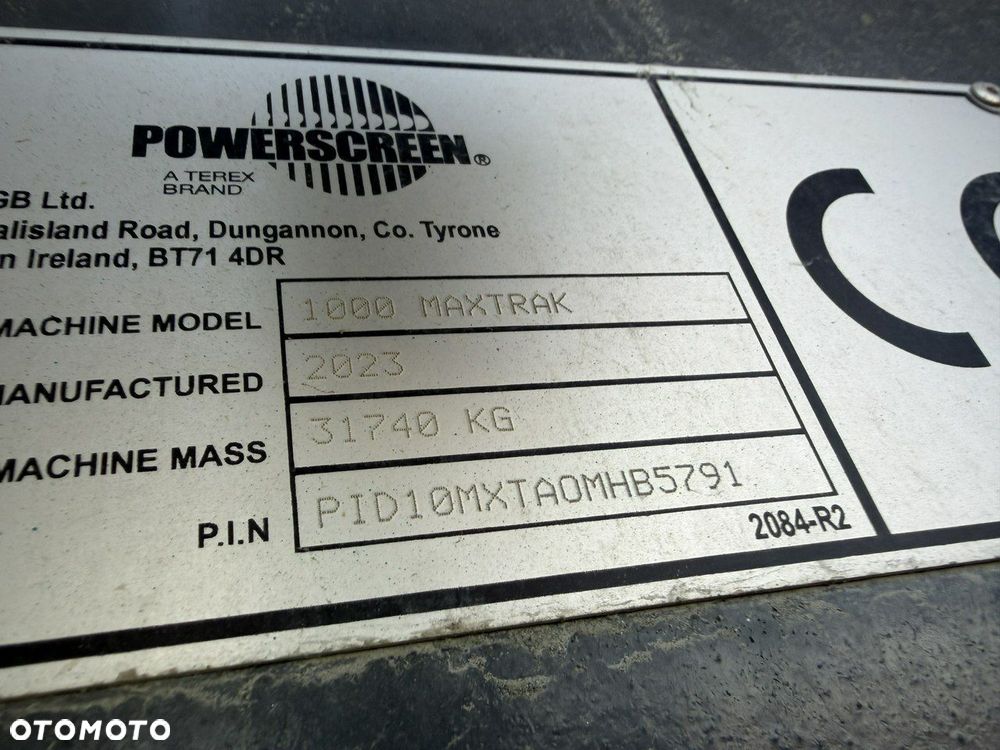 POWERSCREEN®
A TEREX
BRAND
GB Ltd.
alisland Road, Dungannon, Co. Tyrone
n Ireland, BT71 4DR
MACHINE MODEL 1000 MAXTRAK
MANUFACTURED 2023
MACHINE MASS 31740 KG
P.I.N PID10MXTAOMHB5791
2084-R2
CE
OTOMOTO